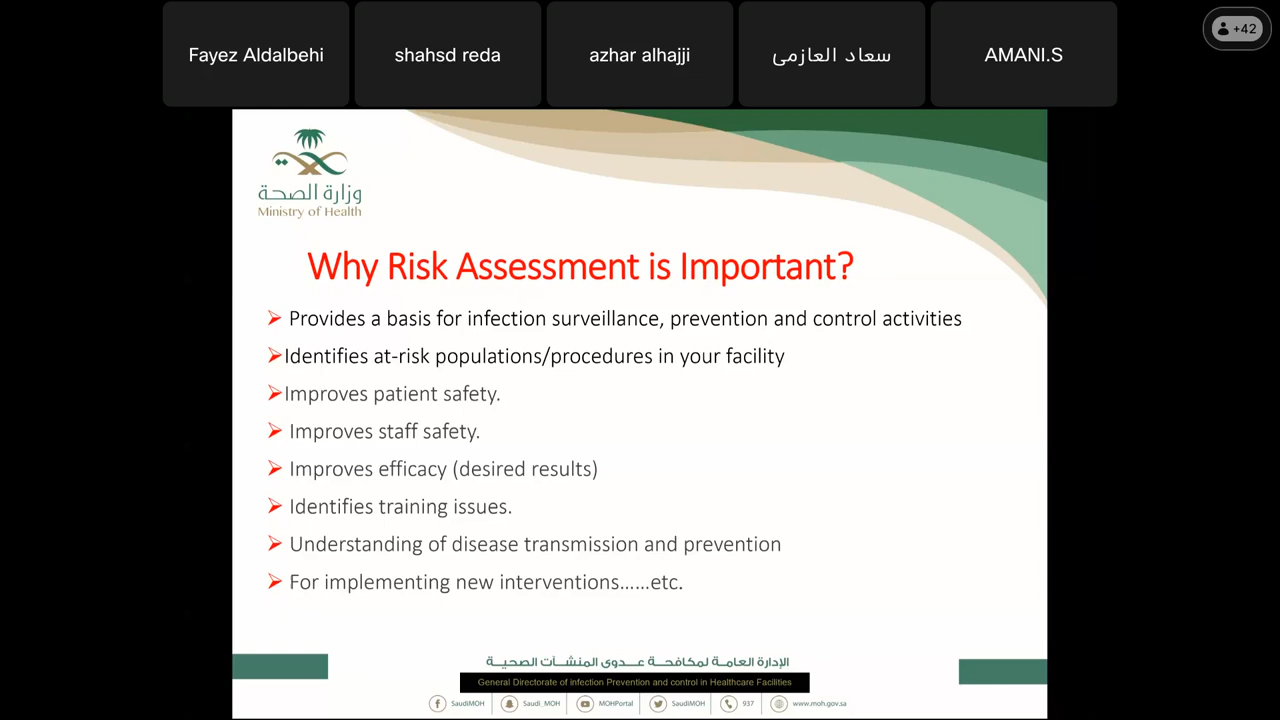 Fayez Aldalbehi
shahsd reda
azhar alhajji
سعاد العازمى
AMANI.S
+42
وزارة الصحة
Ministry of Health
Why Risk Assessment is Important?
Provides a basis for infection surveillance, prevention and control activities
Identifies at-risk populations/procedures in your facility
Improves patient safety.
Improves staff safety.
Improves efficacy (desired results)
Identifies training issues.
Understanding of disease transmission and prevention
For implementing new interventions......etc.
الإدارة العامة لمكافحة عدوى المنشآت الصحية
General Directorate of infection Prevention and control in Healthcare Facilities
SaudiMOH
Saudi_MOH
MOHPortal
SaudiMOH
937
www.moh.gov.sa